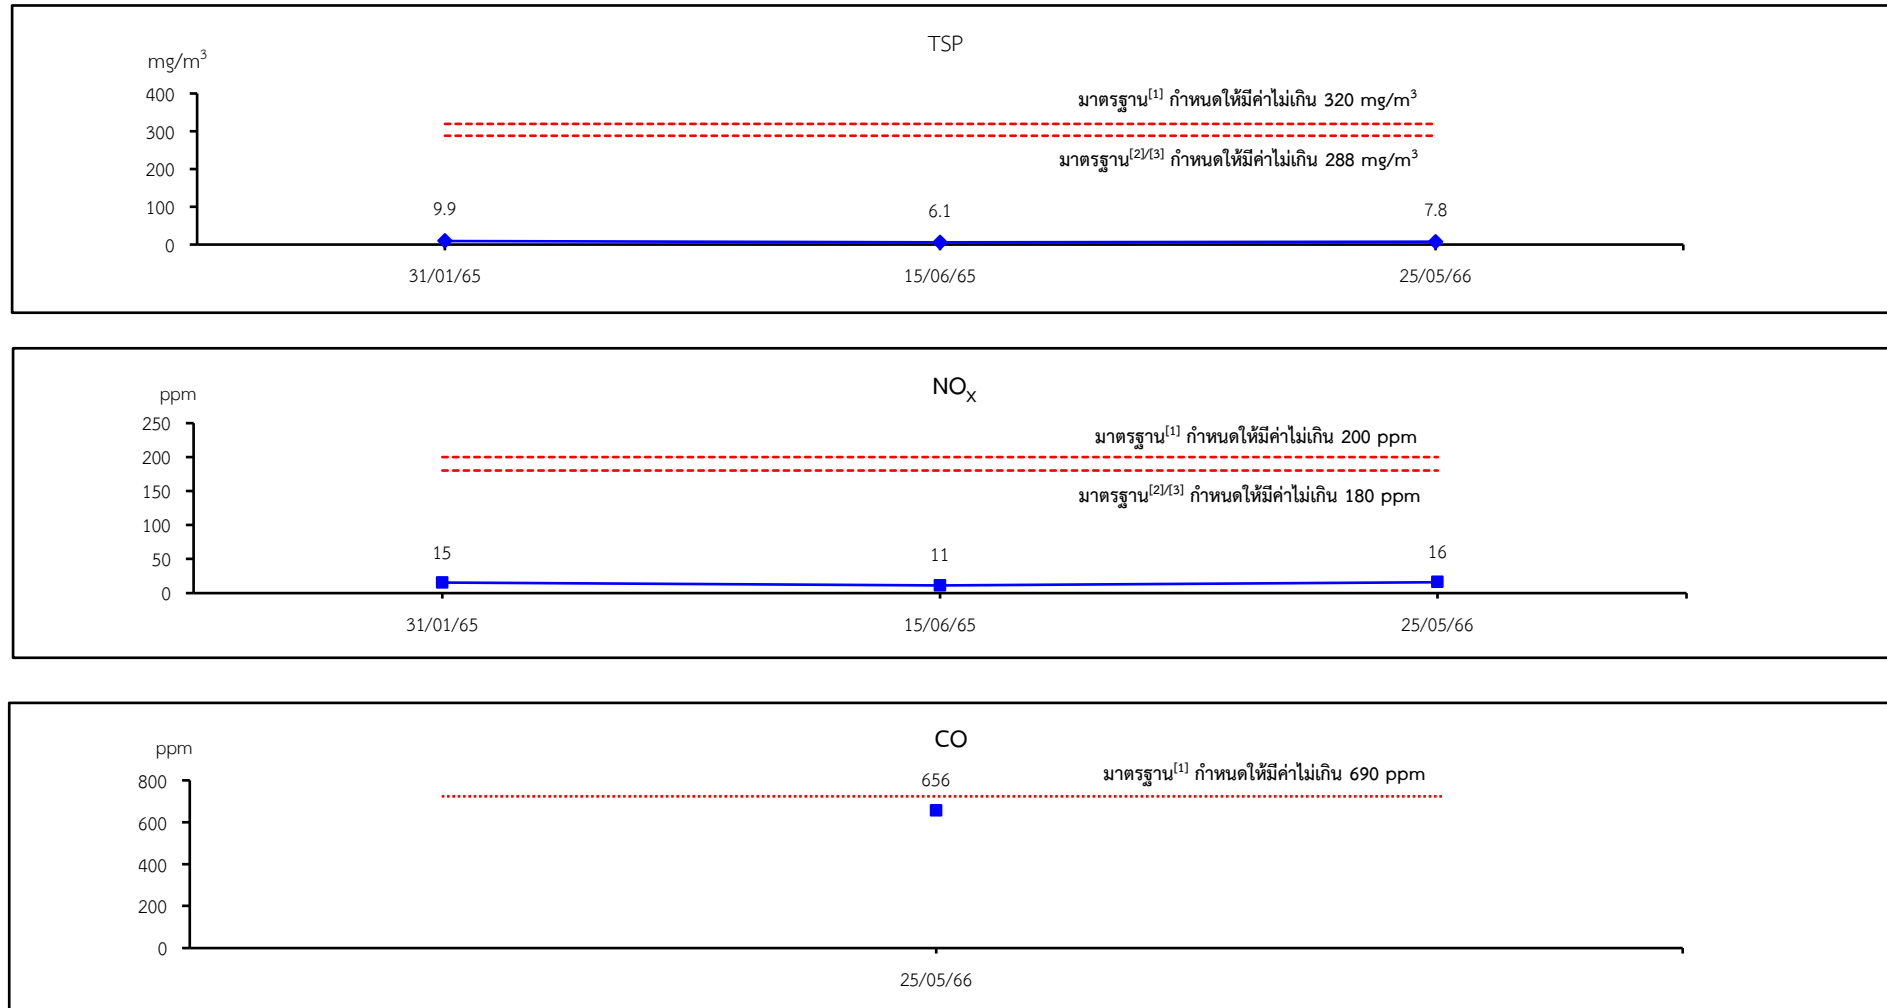 TSP
mg/m³
มาตรฐาน[1] กำหนดให้มีค่าไม่เกิน 320 mg/m³
400
300
มาตรฐาน[2]/[3] กำหนดให้มีค่าไม่เกิน 288 mg/m³
200
100
0
9.9
6.1
7.8
31/01/65
15/06/65
25/05/66
NOX
ppm
250
มาตรฐาน[1] กำหนดให้มีค่าไม่เกิน 200 ppm
200
150
มาตรฐาน[2]/[3] กำหนดให้มีค่าไม่เกิน 180 ppm
100
50
0
15
11
16
31/01/65
15/06/65
25/05/66
CO
ppm
มาตรฐาน[1] กำหนดให้มีค่าไม่เกิน 690 ppm
800
656
600
400
200
0
25/05/66